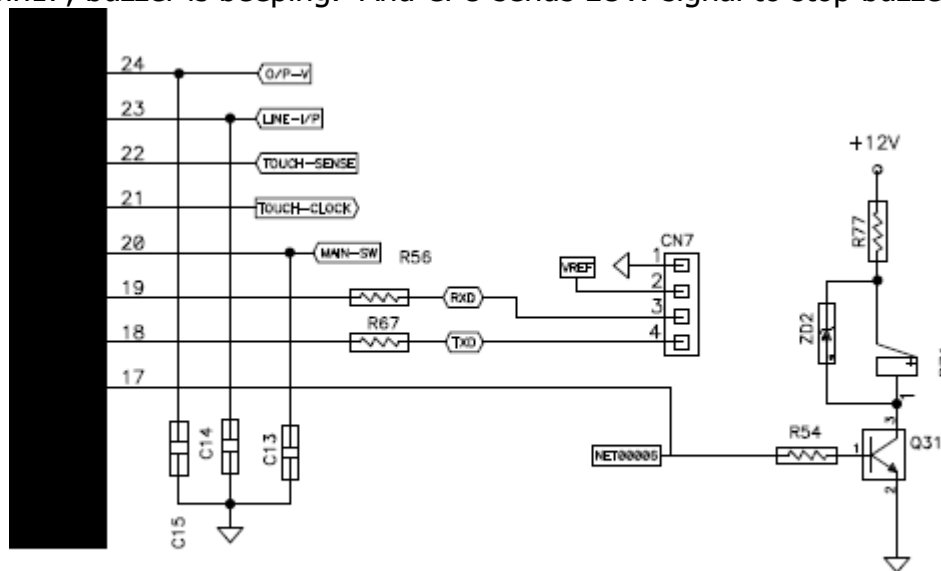 buzzer is beeping.
CPU sends LOW signal to stop
24
O/P-V
23
LINE-I/P
22
TOUCH-SENSE
21
TOUCH-CLOCK
20
MAIN-SW
R56
19
RXD
R67
18
TXD
17
VREF
CN7
1
2
3
4
C15
C14
C13
NET00005
+12V
R77
ZD2
+
1
R54
1
3
2
Q31